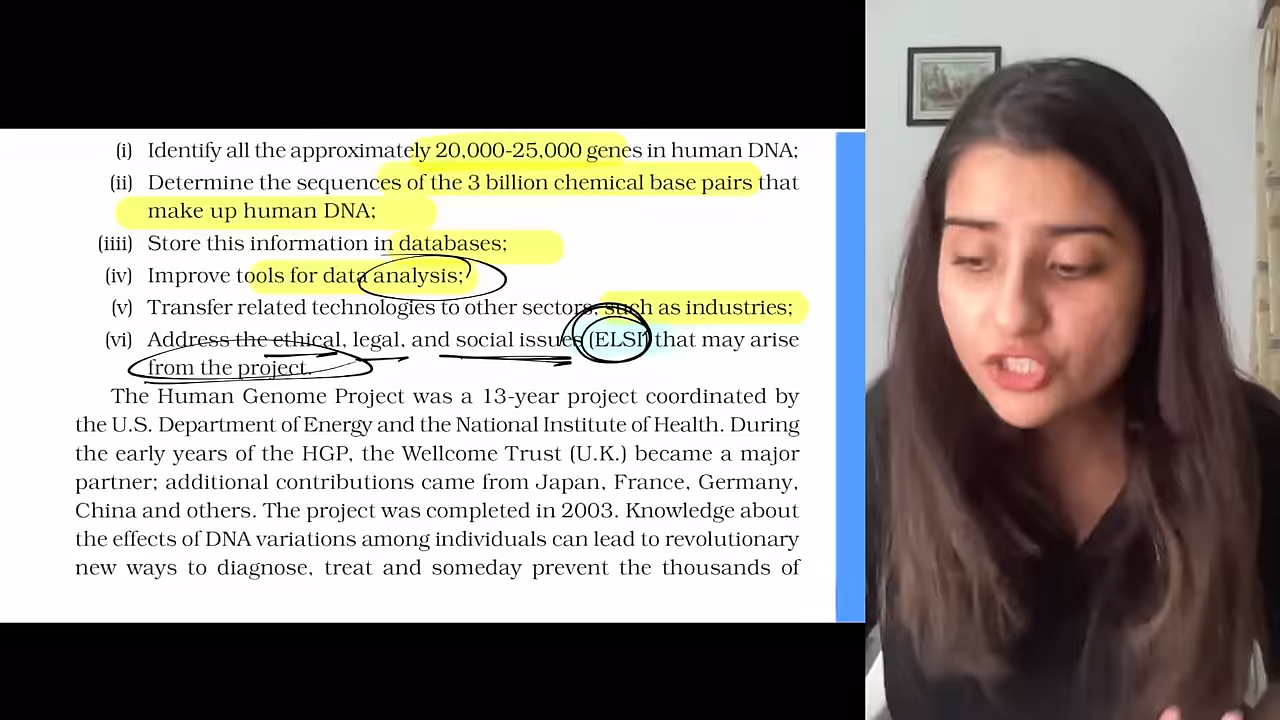 (i) Identify all the approximately 20,000-25,000 genes in human DNA;
(ii) Determine the sequences of the 3 billion chemical base pairs that
make up human DNA;
(iiii) Store this information in databases;
(iv) Improve tools for data analysis;
(v) Transfer related technologies to other sectors, such as industries;
(vi) Address the ethical, legal, and social issues (ELSI) that may arise
from the project.
The Human Genome Project was a 13-year project coordinated by
the U.S. Department of Energy and the National Institute of Health. During
the early years of the HGP, the Wellcome Trust (U.K.) became a major
partner; additional contributions came from Japan, France, Germany,
China and others. The project was completed in 2003. Knowledge about
the effects of DNA variations among individuals can lead to revolutionary
new ways to diagnose, treat and someday prevent the thousands of